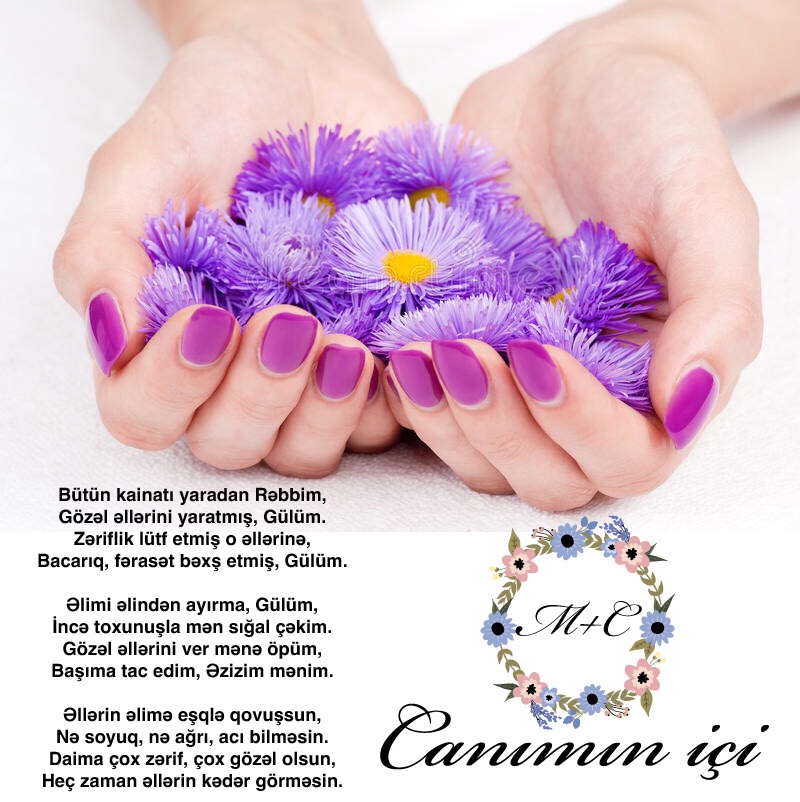 Bütün kainatı yaradan Rəbbim,
Gözəl əllərini yaratmış, Gülüm.
Zəriflik lütf etmiş o əllərinə,
Bacarıq, fərasət bəxş etmiş, Gülüm.
Əlimi əlindən ayırma, Gülüm,
İncə toxunuşla mən sığal çəkim.
Gözəl əllərini ver mənə öpüm,
Başıma tac edim, Əzizim mənim.
Əllərin əlimə eşqlə qovuşsun,
Nə soyuq, nə ağrı, acı bilməsin.
Daima çox zərif, çox gözəl olsun,
Heç zaman əllərin kədər görməsin.
M+C
Canımın içi